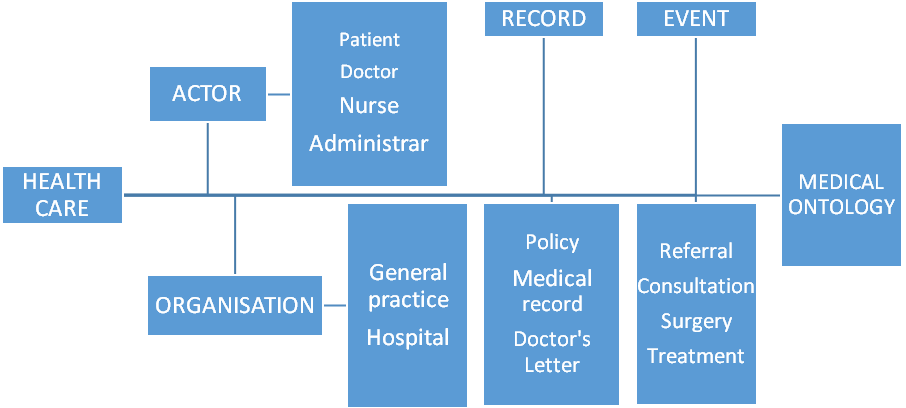 HEALTH
CARE
ACTOR
Patient
Doctor
Nurse
Administrar
ORGANISATION
General
practice
Hospital
RECORD
Policy
Medical
record
Doctor's
Letter
EVENT
Referral
Consultation
Surgery
Treatment
MEDICAL
ONTOLOGY